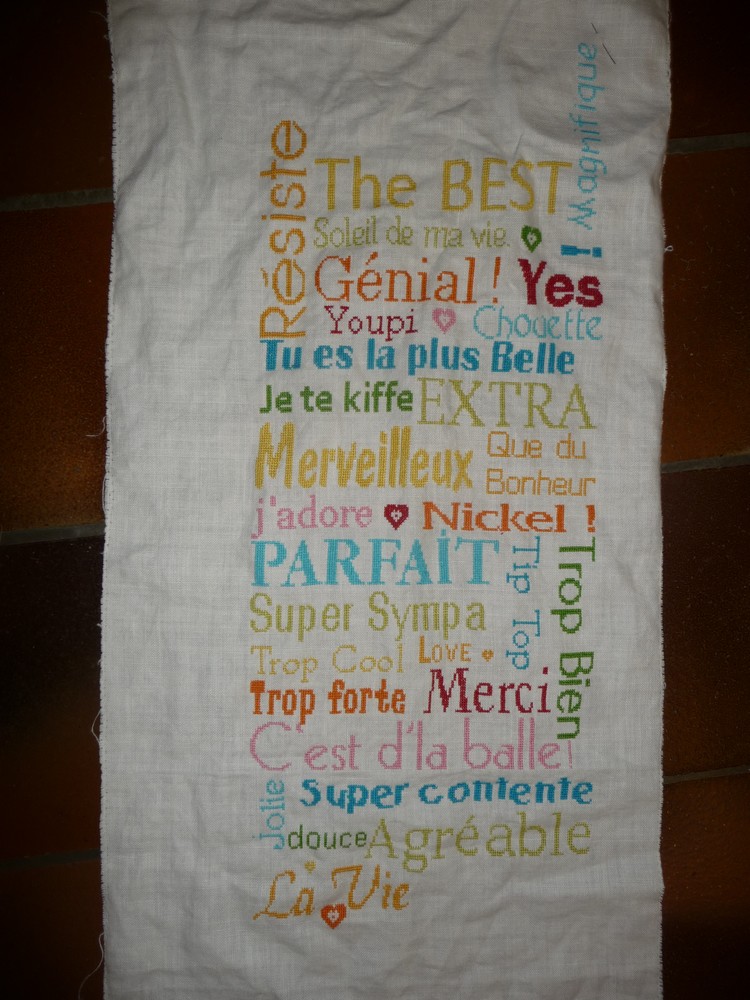 Résiste
The BEST
Magnifique !
Soleil de ma vie.
Génial !
Yes
Youpi
Chouette
Tu es la plus Belle
Je te kiffe
EXTRA
Merveilleux
Que du
Bonheur
j'adore
Nickel !
PARFAIT
Tip Top
Trop Bien
Super Sympa
Trop Cool
Love
Trop forte
Merci
C'est d'la balle!
Jolie
Super contente
douce
Agréable
La Vie